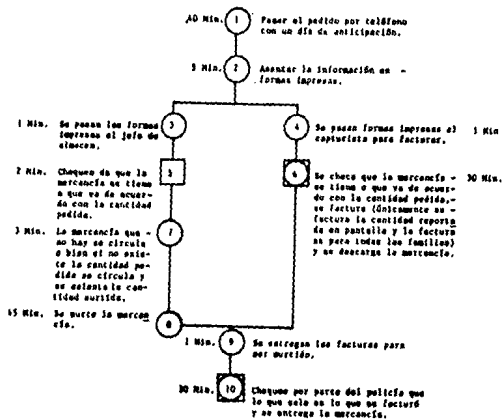 40 Min.
1
Pasar el pedido por teléfono
con un día de anticipación.
5 Min.
2
Asentar la información en -
formas impresas.
1 Min.
3
Se pasan las formas
impresas al jefe de
almacen.
4
Se pasan formas impresas al
capturista para facturar.
1 Min
2 Min.
Chequeo de que la
mercancía se tiene
o que va de acuer-
do con la cantidad
pedida.
5
6
Se checa que la mercancía -
se tiene o que va de acuer-
do con la cantidad pedida,-
se factura (únicamente se -
factura la cantidad reporta
da en pantalla y la factura
es para todas las familias)
y se descarga la mercancía.
30 Min.
3 Min.
7
La mercancía que -
no hay se circula
o bien si no exis-
te la cantidad pe-
dida se circula y
se asienta la can-
tidad surtida.
45 Min.
8
Se surte la mercan
cía.
1 Min.
9
Se entregan las facturas para
ser surtido.
30 Min.
10
Chequeo por parte del policía que
lo que sale es lo que se facturó
y se entrega la mercancía.